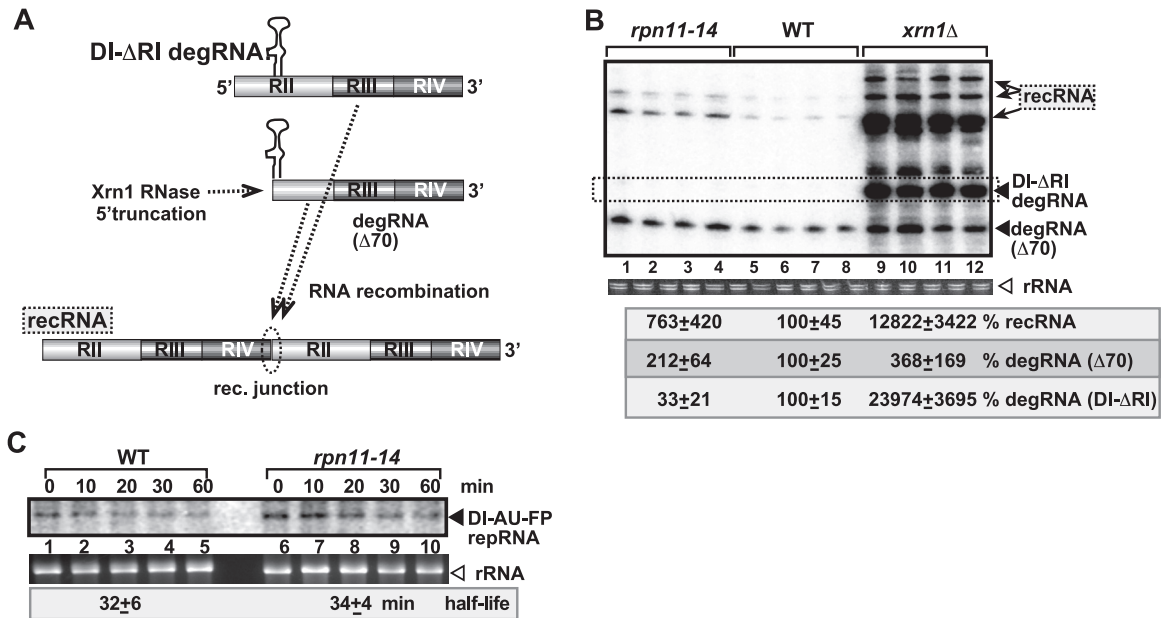 A
DI-ΔRI degRNA
5' RII RIII RIV 3'
Xrn1 RNase
5'truncation
RIII RIV 3'
degRNA
(Δ70)
RNA recombination
recRNA
RII RIII RIV RII RIII RIV 3'
rec. junction
B
rpn11-14 WT xrn1Δ
recRNA
DI-ΔRI
degRNA
degRNA
(Δ70)
1 2 3 4 5 6 7 8 9 10 11 12
rRNA
763±420 100±45 12822±3422 % recRNA
212±64 100±25 368±169 % degRNA (Δ70)
33±21 100±15 23974±3695 % degRNA (DI-ΔRI)
C
WT rpn11-14
0 10 20 30 60 0 10 20 30 60 min
DI-AU-FP
repRNA
1 2 3 4 5 6 7 8 9 10
rRNA
32±6 34±4 min half-life